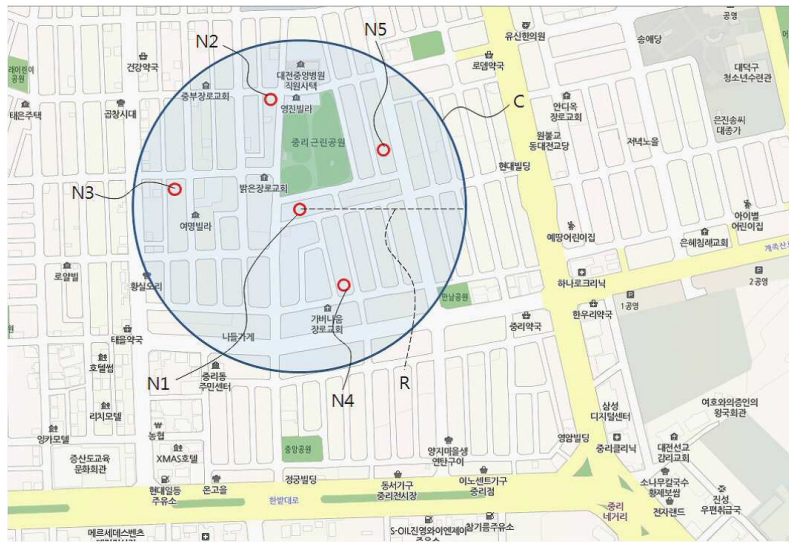 유신한의원
공영
송애당
N2
N5
로뎀약국
건강약국
대전중앙병원
직원사택
대덕구
청소년수련관
중부장로교회
영진빌라
C
안디옥
장로교회
태은주택
곱창시대
은진송씨
대종가
중리 근린공원
원불교
동대전교당
저녁노을
현대빌딩
N3
밝은장로교회
여명빌라
아이별
어린이집
예땅어린이집
은혜침례교회
로얄빌
황실오리
하나로크리닉
P
2공영
만남공원
P
1공영
가버나움
장로교회
한우리약국
중리약국
나들가게
태을약국
호텔썸
중리동
주민센터
N1
N4
R
리치모델
삼성
디지털센터
여호와의증인의
왕국회관
잉카모텔
농협
영암빌딩
XMAS호텔
중앙공원
양지마을생
연탄구이
중리클리닉
대전선교
감리교회
증산도교육
문화회관
현대일등
주유소
온고을
정궁빌딩
동서가구
중리전시장
이노센트가구
중리점
소나무칼국수
황제보쌈
한밭대로
중리
네거리
전자랜드
진성
우편취급국
메르세데스벤츠
S-OIL진영와이엔제이
참기름주유소